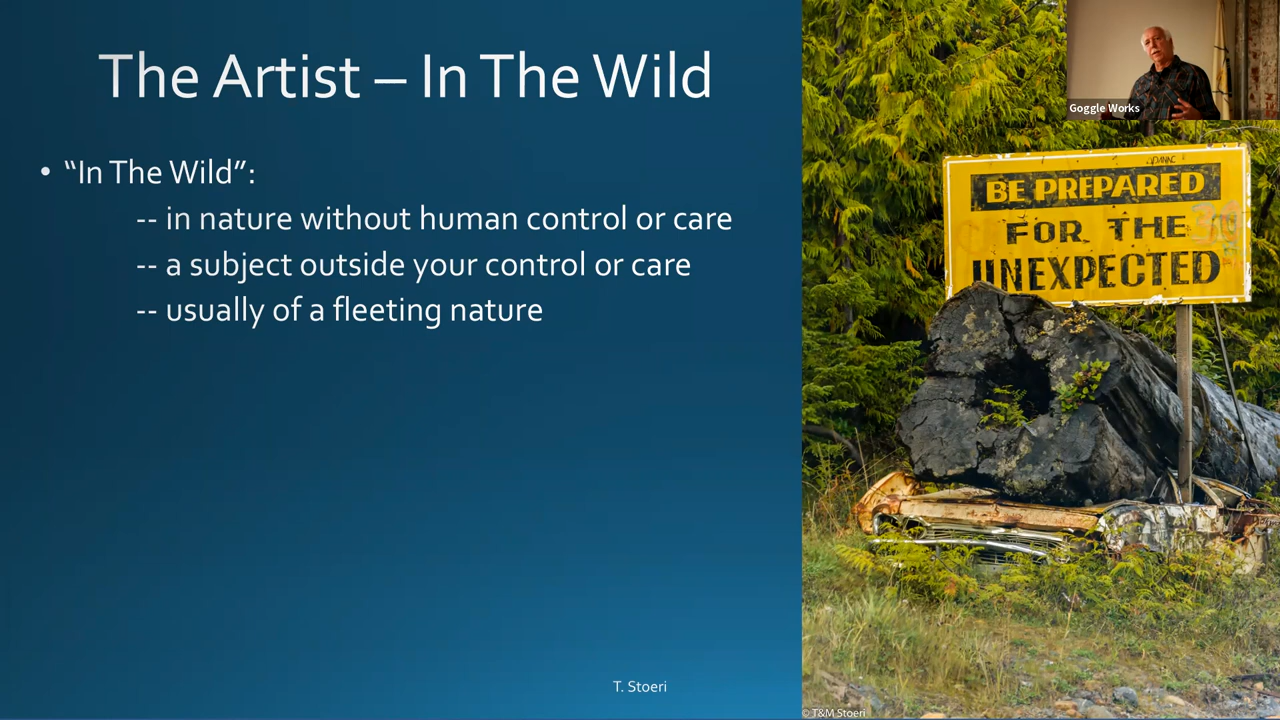 The Artist – In The Wild
• “In The Wild”:
-- in nature without human control or care
-- a subject outside your control or care
-- usually of a fleeting nature
T. Stoeri
Goggle Works
BE PREPARED
FOR THE
UNEXPECTED
© T&M Stoeri